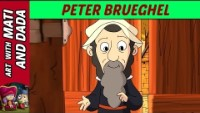 PETER BRUEGHEL
ART WITH
MATI
AND DADA